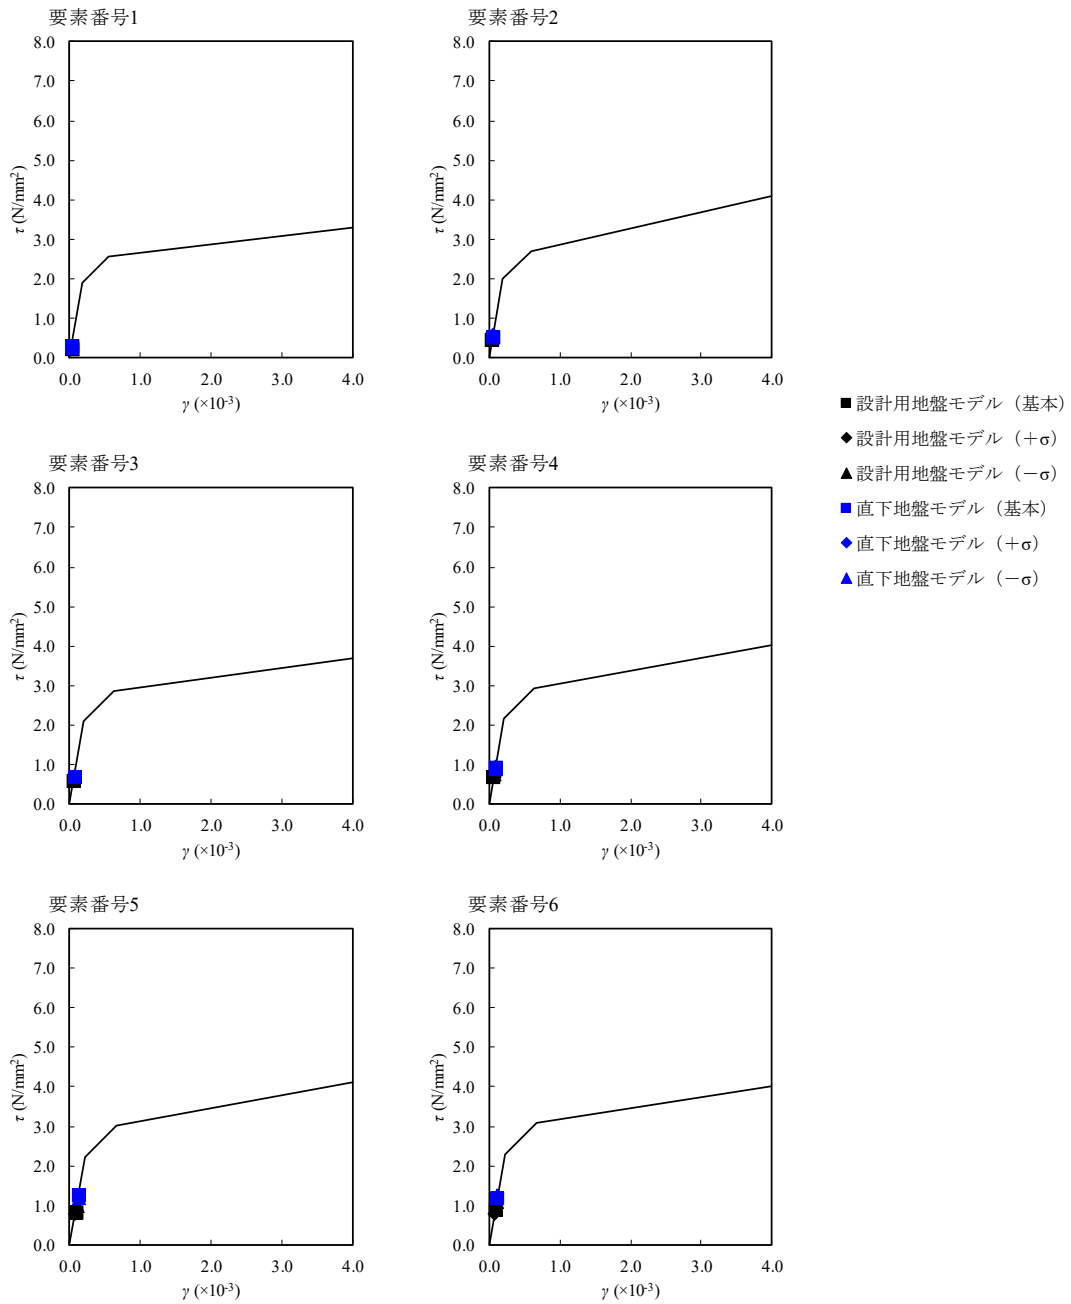 要素番号1
8.0
7.0
6.0
5.0
4.0
3.0
2.0
1.0
0.0
τ (N/mm²)
0.0 1.0 2.0 3.0 4.0
γ (×10⁻³)
要素番号2
8.0
7.0
6.0
5.0
4.0
3.0
2.0
1.0
0.0
τ (N/mm²)
0.0 1.0 2.0 3.0 4.0
γ (×10⁻³)
設計用地盤モデル（基本）
設計用地盤モデル（＋σ）
設計用地盤モデル（－σ）
直下地盤モデル（基本）
直下地盤モデル（＋σ）
直下地盤モデル（－σ）
要素番号3
8.0
7.0
6.0
5.0
4.0
3.0
2.0
1.0
0.0
τ (N/mm²)
0.0 1.0 2.0 3.0 4.0
γ (×10⁻³)
要素番号4
8.0
7.0
6.0
5.0
4.0
3.0
2.0
1.0
0.0
τ (N/mm²)
0.0 1.0 2.0 3.0 4.0
γ (×10⁻³)
要素番号5
8.0
7.0
6.0
5.0
4.0
3.0
2.0
1.0
0.0
τ (N/mm²)
0.0 1.0 2.0 3.0 4.0
γ (×10⁻³)
要素番号6
8.0
7.0
6.0
5.0
4.0
3.0
2.0
1.0
0.0
τ (N/mm²)
0.0 1.0 2.0 3.0 4.0
γ (×10⁻³)